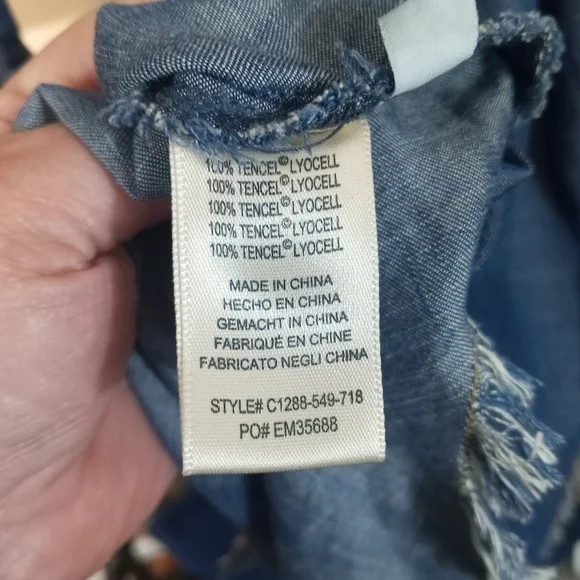 100% TENCEL© LYOCELL
100% TENCEL© LYOCELL
100% TENCEL© LYOCELL
100% TENCEL© LYOCELL
100% TENCEL© LYOCELL
MADE IN CHINA
HECHO EN CHINA
GEMACHT IN CHINA
FABRIQUÉ EN CHINE
FABRICATO NEGLI CHINA
STYLE# C1288-549-718
PO# EM35688